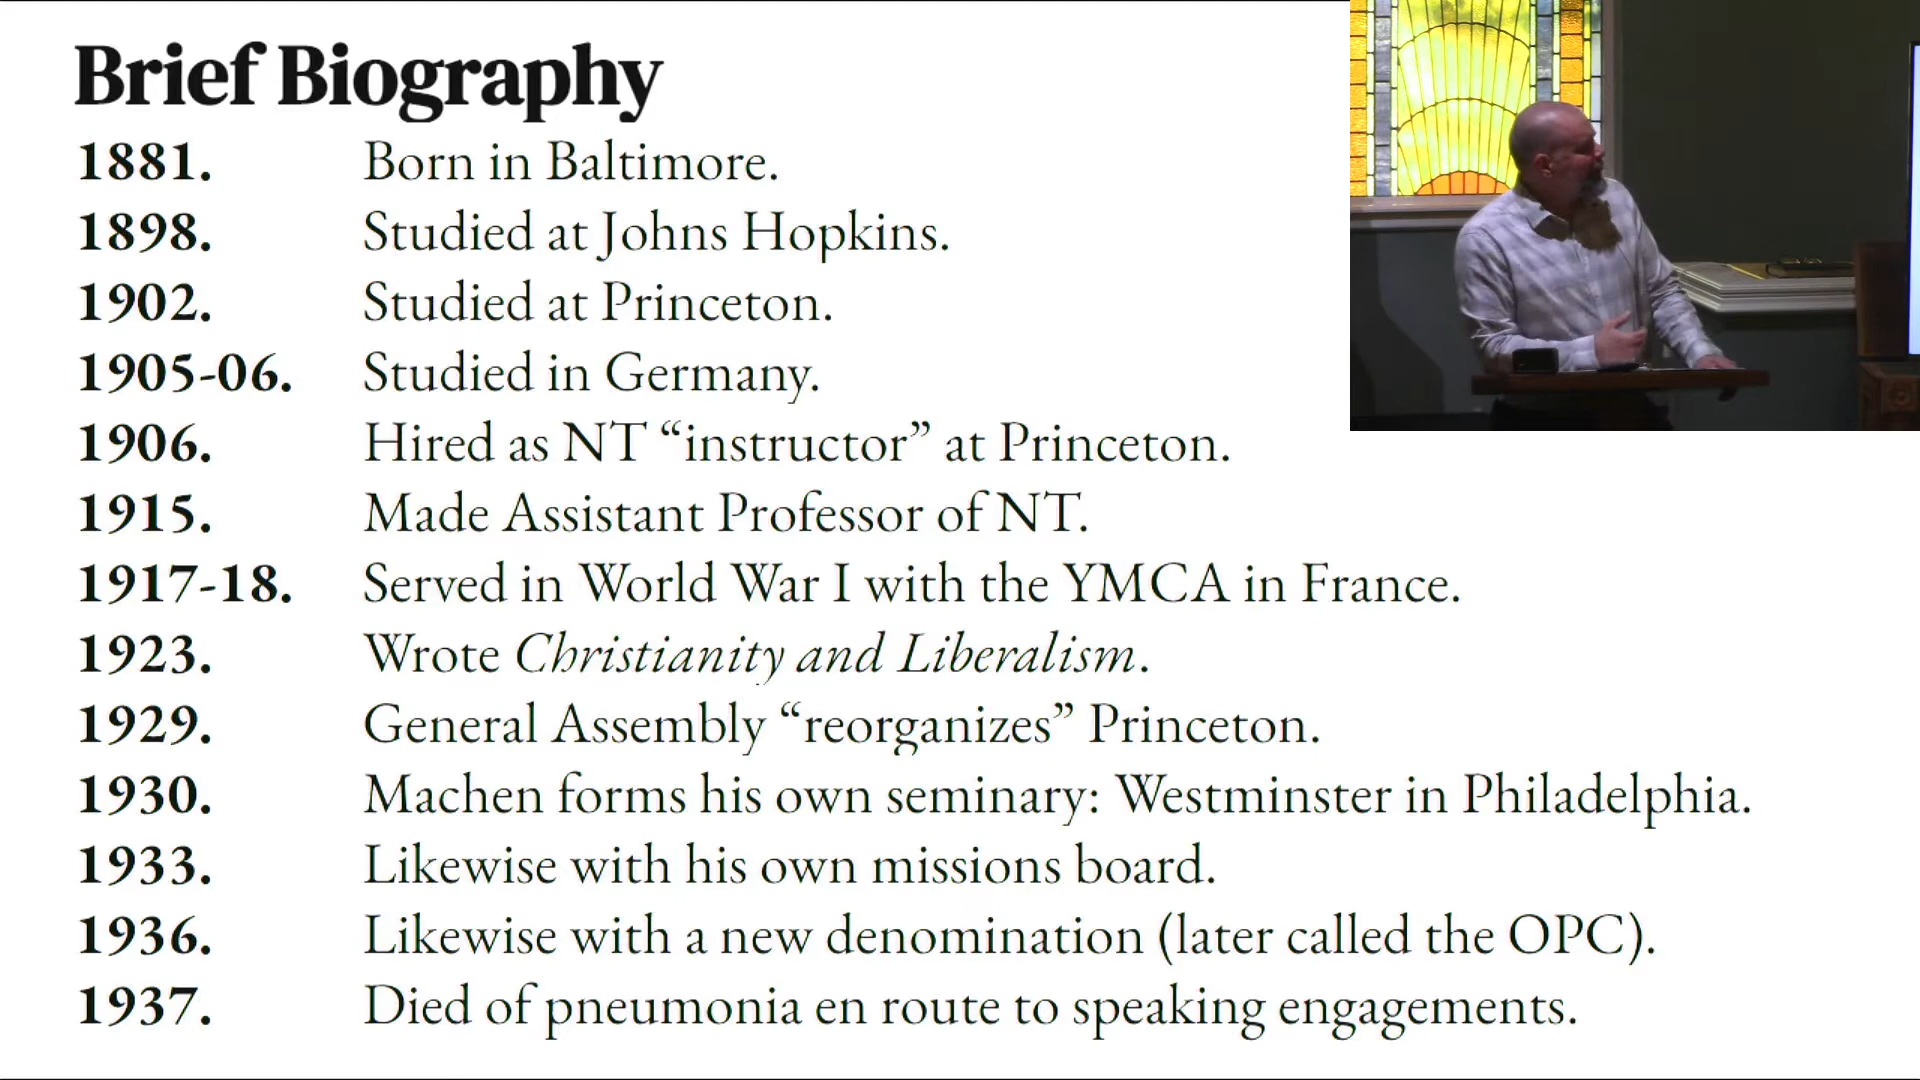 Brief Biography
1881. Born in Baltimore.
1898. Studied at Johns Hopkins.
1902. Studied at Princeton.
1905-06. Studied in Germany.
1906. Hired as NT “instructor” at Princeton.
1915. Made Assistant Professor of NT.
1917-18. Served in World War I with the YMCA in France.
1923. Wrote Christianity and Liberalism.
1929. General Assembly “reorganizes” Princeton.
1930. Machen forms his own seminary: Westminster in Philadelphia.
1933. Likewise with his own missions board.
1936. Likewise with a new denomination (later called the OPC).
1937. Died of pneumonia en route to speaking engagements.